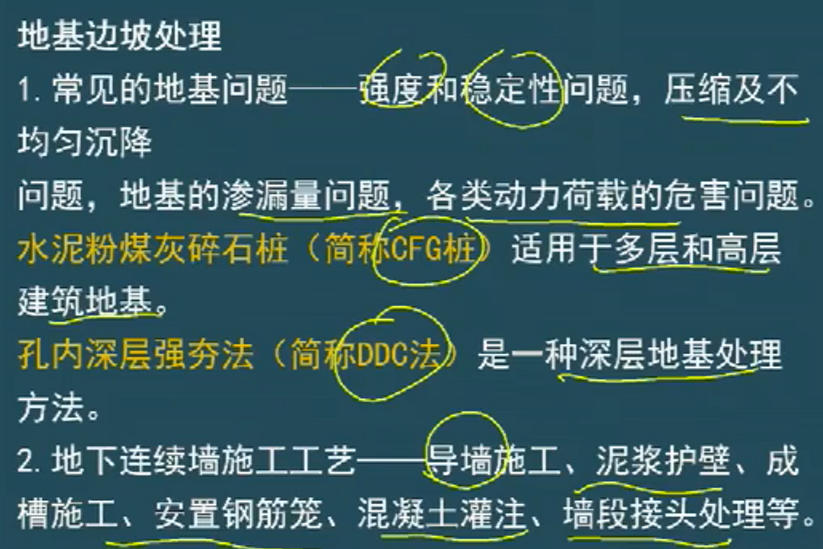 地基边坡处理
1.常见的地基问题——强度和稳定性问题，压缩及不
均匀沉降
问题，地基的渗漏量问题，各类动力荷载的危害问题。
水泥粉煤灰碎石桩（简称CFG桩）适用于多层和高层
建筑地基。
孔内深层强夯法（简称DDC法）是一种深层地基处理
方法。
2.地下连续墙施工工艺——导墙施工、泥浆护壁、成
槽施工、安置钢筋笼、混凝土灌注、墙段接头处理等。